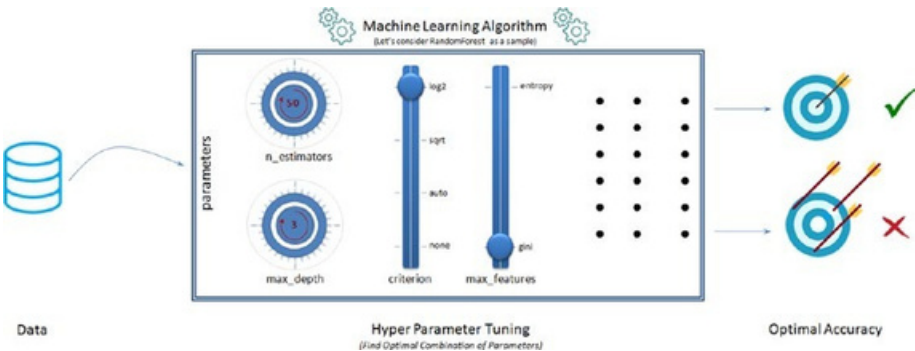 Machine Learning Algorithm
(Let's consider RandomForest as a sample)
parameters
50
n_estimators
3
max_depth
log2
sqrt
auto
none
criterion
entropy
gini
max_features
Data
Hyper Parameter Tuning
(Find Optimal Combination of Parameters)
Optimal Accuracy